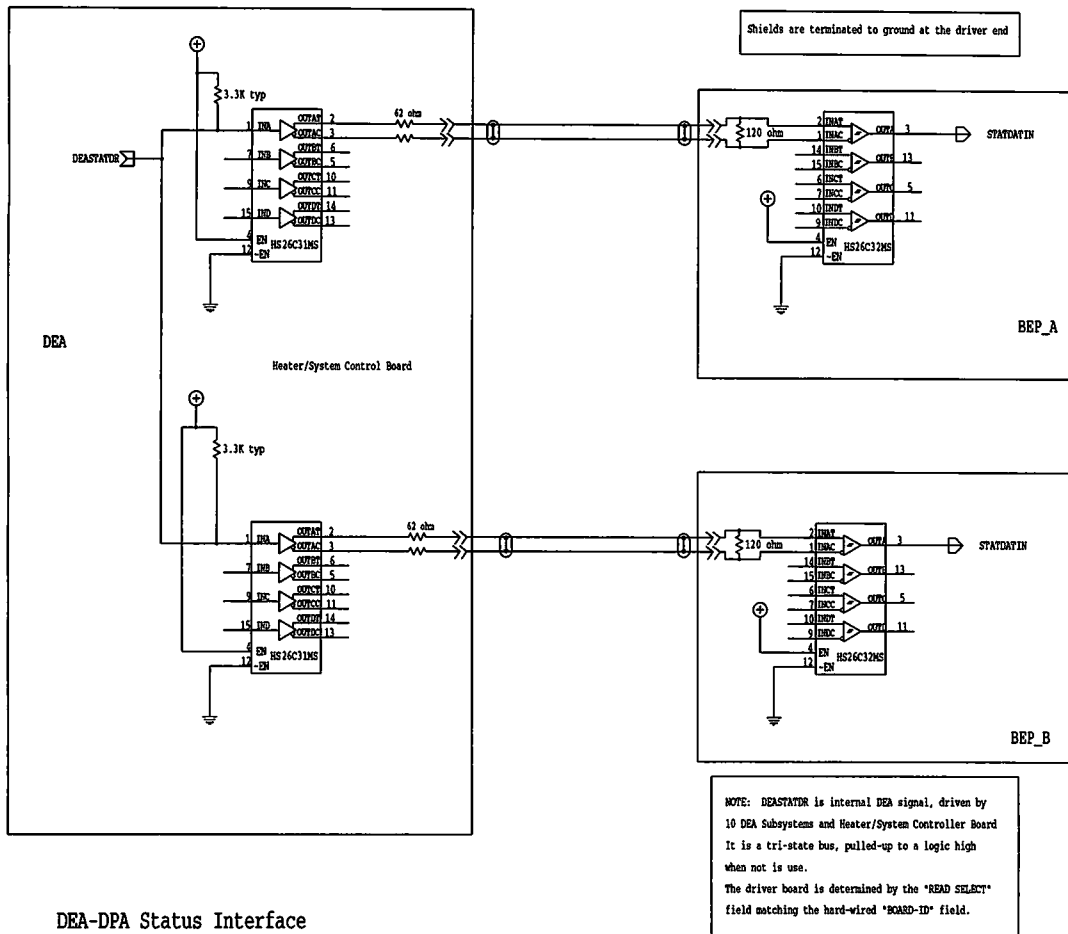 Shields are terminated to ground at the driver end
3.3K typ
DEASTATDR
1 INA
7 INB
9 INC
15 IND
4 EN
12 ~EN
OUTAT 2
OUTAC 3
OUTBT 6
OUTBC 5
OUTCT 10
OUTCC 11
OUTDT 14
OUTDC 13
HS26C31MS
62 ohm
120 ohm
2 INAT
1 INAC
14 INBT
15 INBC
6 INCT
7 INCC
10 INDT
9 INDC
4 EN
12 ~EN
OUTA 3
13
5
11
HS26C32MS
STATDATIN
BEP_A
DEA
Heater/System Control Board
3.3K typ
1 INA
7 INB
9 INC
15 IND
4 EN
12 ~EN
OUTAT 2
OUTAC 3
OUTBT 6
OUTBC 5
OUTCT 10
OUTCC 11
OUTDT 14
OUTDC 13
HS26C31MS
62 ohm
120 ohm
2 INAT
1 INAC
14 INBT
15 INBC
6 INCT
7 INCC
10 INDT
9 INDC
4 EN
12 ~EN
OUTA 3
13
5
11
HS26C32MS
STATDATIN
BEP_B
NOTE: DEASTATDR is internal DEA signal, driven by
10 DEA Subsystems and Heater/System Controller Board
It is a tri-state bus, pulled-up to a logic high
when not is use.
The driver board is determined by the "READ SELECT"
field matching the hard-wired "BOARD-ID" field.
DEA-DPA Status Interface